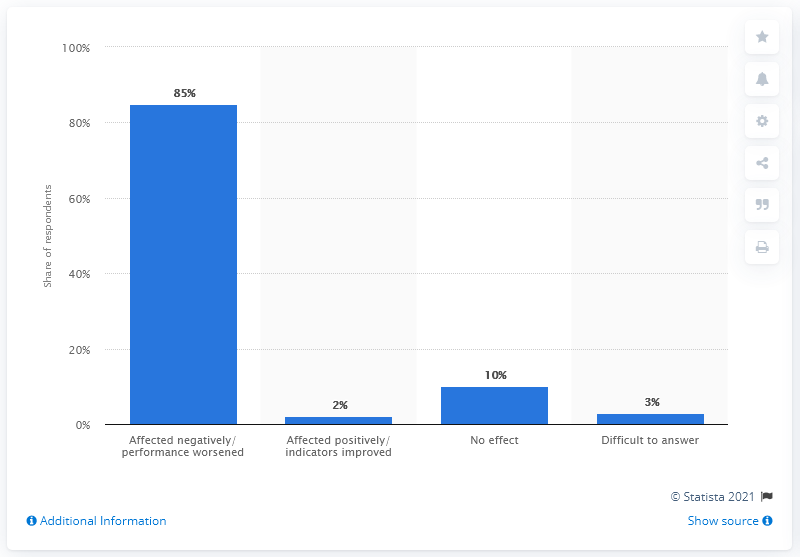 100%
80%
60%
40%
20%
0%
Share of respondents
85%
2%
10%
3%
Affected negatively/
performance worsened
Affected positively/
indicators improved
No effect
Difficult to answer
© Statista 2021
Additional Information
Show source